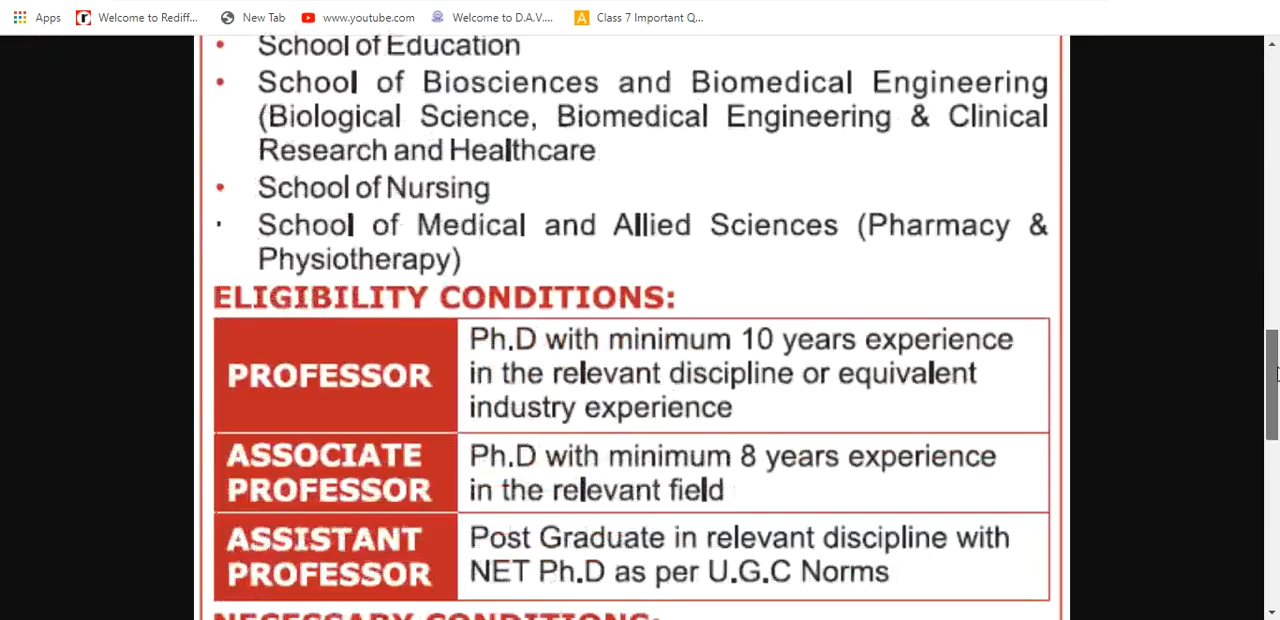 Apps Welcome to Rediff... New Tab www.youtube.com Welcome to D.A.V.... Class 7 Important Q...
• School of Education
• School of Biosciences and Biomedical Engineering
(Biological Science, Biomedical Engineering & Clinical
Research and Healthcare
• School of Nursing
· School of Medical and Allied Sciences (Pharmacy &
Physiotherapy)
ELIGIBILITY CONDITIONS:
PROFESSOR
Ph.D with minimum 10 years experience
in the relevant discipline or equivalent
industry experience
ASSOCIATE
PROFESSOR
Ph.D with minimum 8 years experience
in the relevant field
ASSISTANT
PROFESSOR
Post Graduate in relevant discipline with
NET Ph.D as per U.G.C Norms
NECESSARY CONDITIONS: